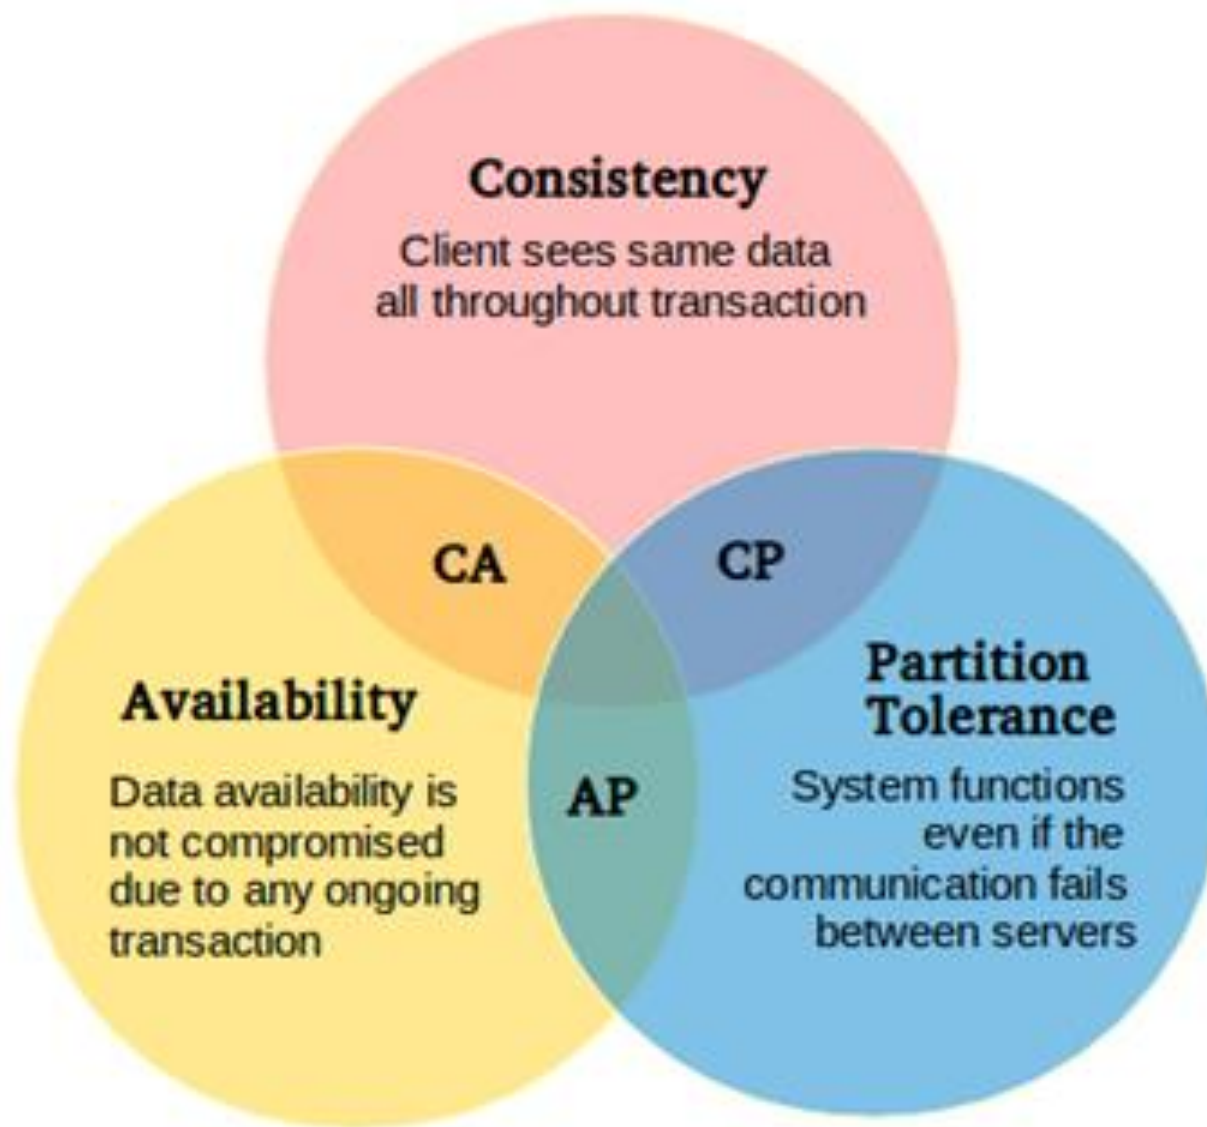 Consistency
Client sees same data
all throughout transaction
CA
CP
Availability
Data availability is
not compromised
due to any ongoing
transaction
AP
Partition
Tolerance
System functions
even if the
communication fails
between servers